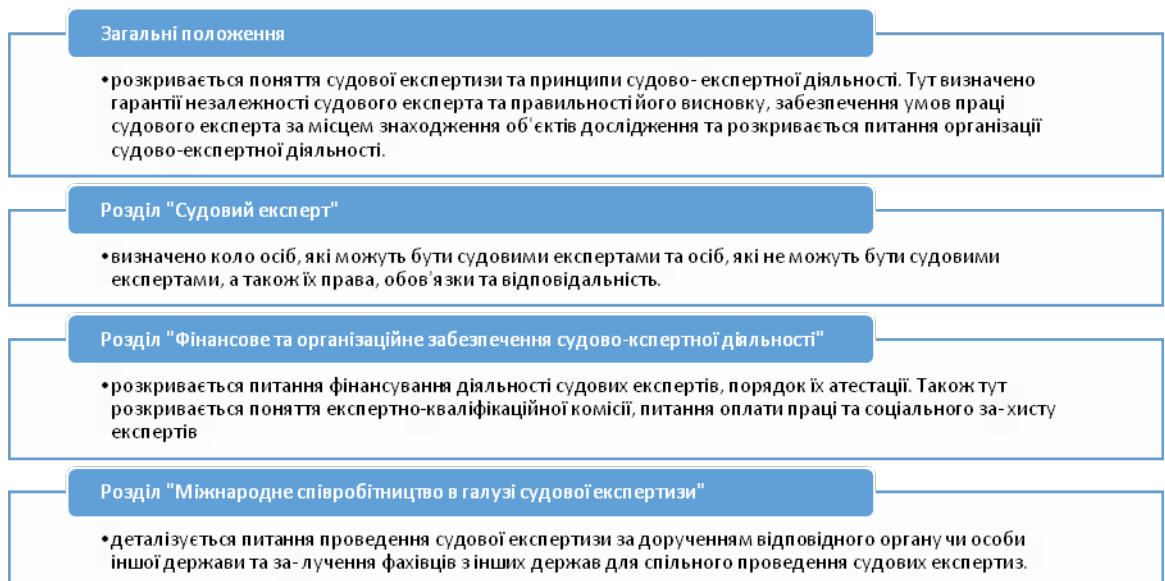 Загальні положення
•розкривається поняття судової експертизи та принципи судово- експертної діяльності. Тут визначено
гарантії незалежності судового експерта та правильності його висновку, забезпечення умов праці
судового експерта за місцем знаходження об'єктів дослідження та розкривається питання організації
судово-експертної діяльності.
Розділ "Судовий експерт"
•визначено коло осіб, які можуть бути судовими експертами та осіб, які не можуть бути судовими
експертами, а також їх права, обов'язки та відповідальність.
Розділ "Фінансове та організаційне забезпечення судово-кспертної діяльності"
•розкривається питання фінансування діяльності судових експертів, порядок їх атестації. Також тут
розкривається поняття експертно-кваліфікаційної комісії, питання оплати праці та соціального за- хисту
експертів
Розділ "Міжнародне співробітництво в галузі судової експертизи"
•деталізується питання проведення судової експертизи за дорученням відповідного органу чи особи
іншої держави та за- лучення фахівців з інших держав для спільного проведення судових експертиз.